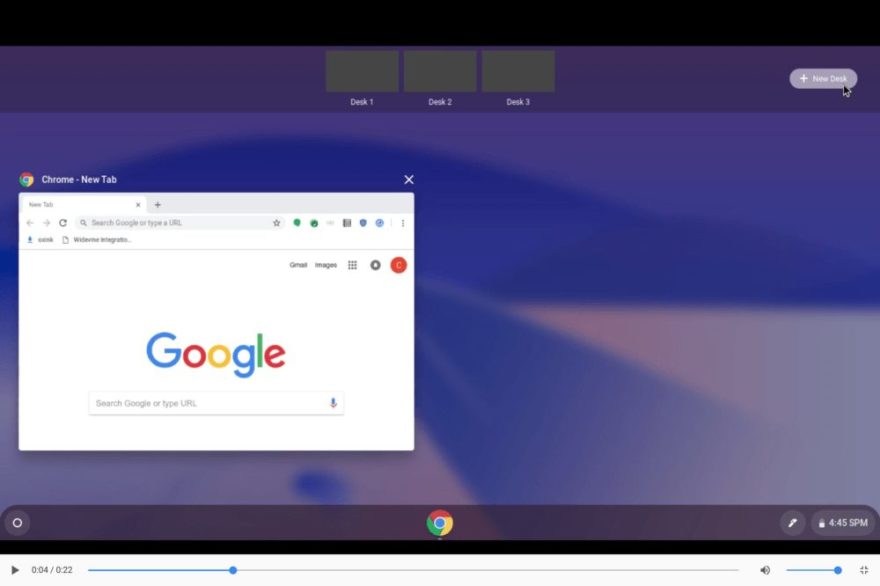 New Desk
Desk 1
Desk 2
Desk 3
Chrome - New Tab
New Tab
Search Google or type a URL
oxink
Widevine Integratio...
Gmail
Images
C
Google
Search Google or type URL
4:45 SPM
0:04 / 0:22